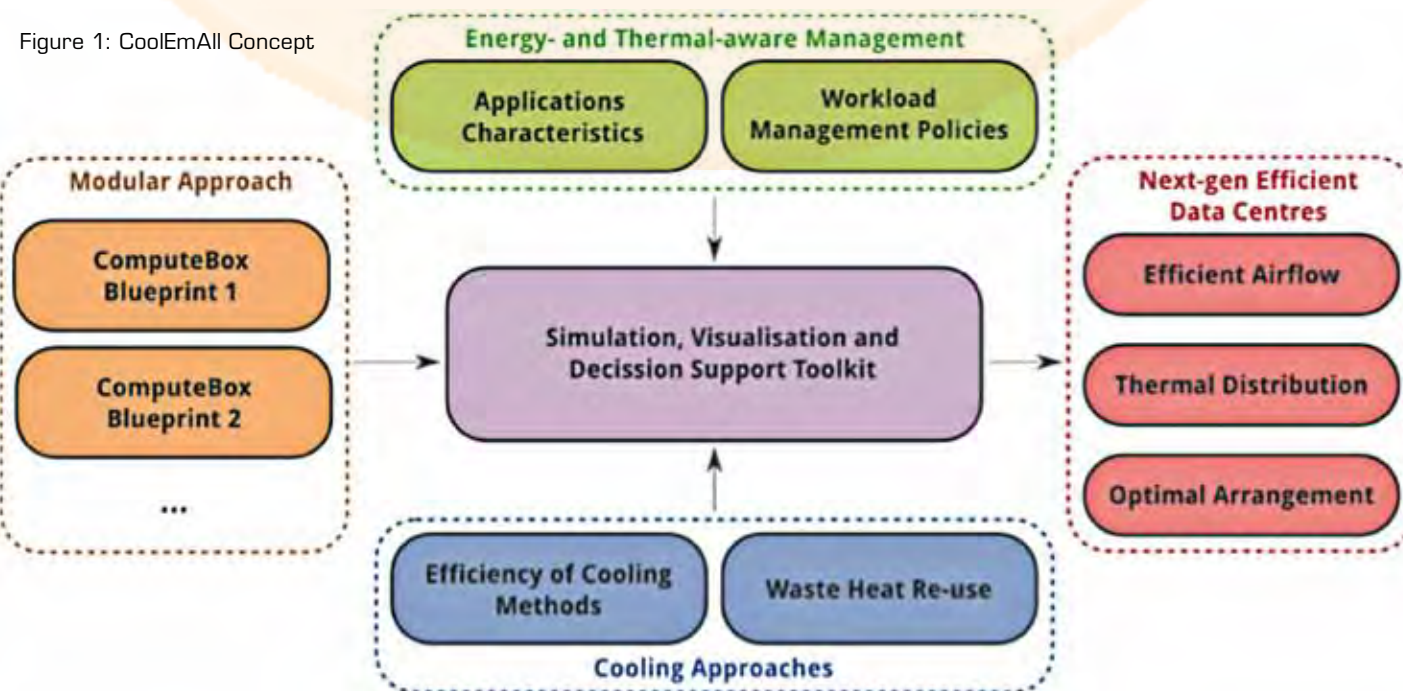 Figure 1: CoolEmAll Concept
Energy- and Thermal-aware Management
Applications
Characteristics
Workload
Management Policies
Modular Approach
ComputeBox
Blueprint 1
ComputeBox
Blueprint 2
...
Simulation, Visualisation and
Decission Support Toolkit
Next-gen Efficient
Data Centres
Efficient Airflow
Thermal Distribution
Optimal Arrangement
Efficiency of Cooling
Methods
Waste Heat Re-use
Cooling Approaches